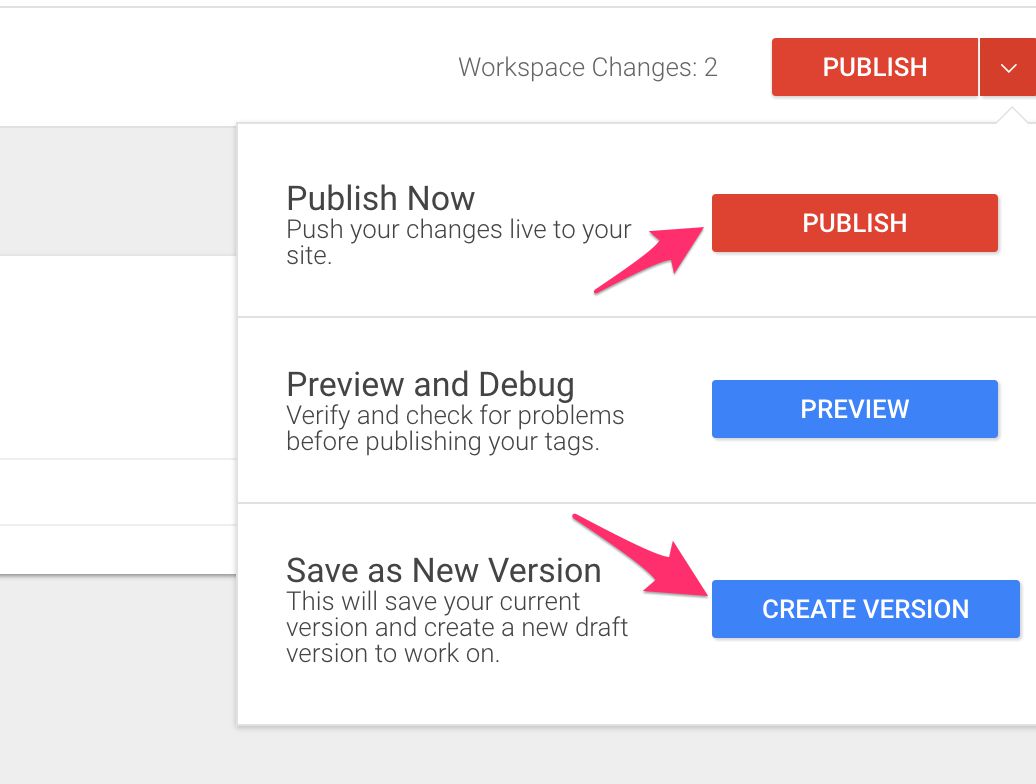 Workspace Changes: 2
PUBLISH
Publish Now
Push your changes live to your
site.
PUBLISH
Preview and Debug
Verify and check for problems
before publishing your tags.
PREVIEW
Save as New Version
This will save your current
version and create a new draft
version to work on.
CREATE VERSION